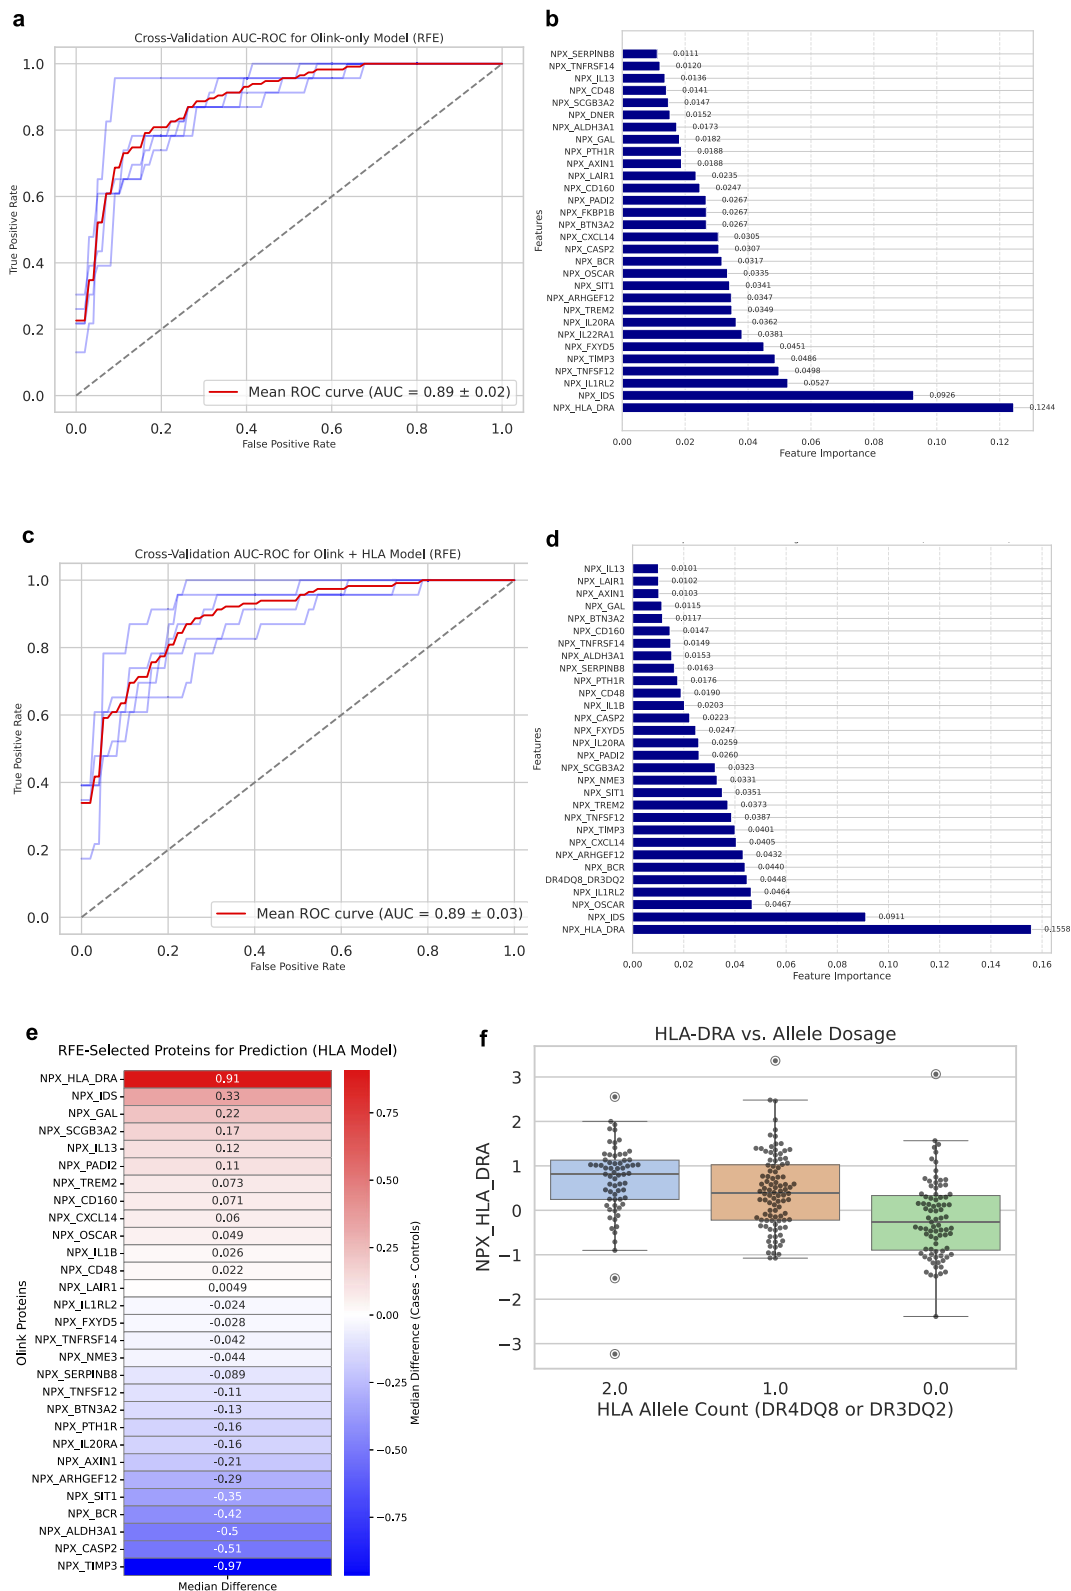 a
Cross-Validation AUC-ROC for Olink-only Model (RFE)
1.0
0.8
0.6
0.4
0.2
0.0
True Positive Rate
Mean ROC curve (AUC = 0.89 ± 0.02)
0.0 0.2 0.4 0.6 0.8 1.0
False Positive Rate
b
Features
NPX_SERPINB8 0.0111
NPX_TNFRSF14 0.0120
NPX_IL13 0.0136
NPX_CD48 0.0141
NPX_SCGB3A2 0.0147
NPX_DNER 0.0152
NPX_ALDH3A1 0.0173
NPX_GAL 0.0182
NPX_PTH1R 0.0188
NPX_AXIN1 0.0188
NPX_LAIR1 0.0235
NPX_CD160 0.0247
NPX_PADI2 0.0267
NPX_FKBP1B 0.0267
NPX_BTN3A2 0.0267
NPX_CXCL14 0.0305
NPX_CASP2 0.0307
NPX_BCR 0.0317
NPX_OSCAR 0.0335
NPX_SIT1 0.0341
NPX_ARHGEF12 0.0347
NPX_TREM2 0.0349
NPX_IL20RA 0.0362
NPX_IL22RA1 0.0381
NPX_FXYD5 0.0451
NPX_TIMP3 0.0486
NPX_TNFSF12 0.0498
NPX_IL1RL2 0.0527
NPX_IDS 0.0926
NPX_HLA_DRA 0.1244
0.00 0.02 0.04 0.06 0.08 0.10 0.12
Feature Importance
c
Cross-Validation AUC-ROC for Olink + HLA Model (RFE)
1.0
0.8
0.6
0.4
0.2
0.0
True Positive Rate
Mean ROC curve (AUC = 0.89 ± 0.03)
0.0 0.2 0.4 0.6 0.8 1.0
False Positive Rate
d
Features
NPX_IL13 0.0101
NPX_LAIR1 0.0102
NPX_AXIN1 0.0103
NPX_GAL 0.0115
NPX_BTN3A2 0.0117
NPX_CD160 0.0147
NPX_TNFRSF14 0.0149
NPX_ALDH3A1 0.0153
NPX_SERPINB8 0.0163
NPX_PTH1R 0.0176
NPX_CD48 0.0190
NPX_IL1B 0.0203
NPX_CASP2 0.0223
NPX_FXYD5 0.0247
NPX_IL20RA 0.0259
NPX_PADI2 0.0260
NPX_SCGB3A2 0.0323
NPX_NME3 0.0331
NPX_SIT1 0.0351
NPX_TREM2 0.0373
NPX_TNFSF12 0.0387
NPX_TIMP3 0.0401
NPX_CXCL14 0.0405
NPX_ARHGEF12 0.0432
NPX_BCR 0.0440
DR4DQ8_DR3DQ2 0.0448
NPX_IL1RL2 0.0464
NPX_OSCAR 0.0467
NPX_IDS 0.0911
NPX_HLA_DRA 0.1558
0.00 0.02 0.04 0.06 0.08 0.10 0.12 0.14 0.16
Feature Importance
e
RFE-Selected Proteins for Prediction (HLA Model)
Olink Proteins
NPX_HLA_DRA 0.91
NPX_IDS 0.33
NPX_GAL 0.22
NPX_SCGB3A2 0.17
NPX_IL13 0.12
NPX_PADI2 0.11
NPX_TREM2 0.073
NPX_CD160 0.071
NPX_CXCL14 0.06
NPX_OSCAR 0.049
NPX_IL1B 0.026
NPX_CD48 0.022
NPX_LAIR1 0.0049
NPX_IL1RL2 -0.024
NPX_FXYD5 -0.028
NPX_TNFRSF14 -0.042
NPX_NME3 -0.044
NPX_SERPINB8 -0.089
NPX_TNFSF12 -0.11
NPX_BTN3A2 -0.13
NPX_PTH1R -0.16
NPX_IL20RA -0.16
NPX_AXIN1 -0.21
NPX_ARHGEF12 -0.29
NPX_SIT1 -0.35
NPX_BCR -0.42
NPX_ALDH3A1 -0.5
NPX_CASP2 -0.51
NPX_TIMP3 -0.97
Median Difference
0.75
0.50
0.25
0.00
−0.25
−0.50
−0.75
Median Difference (Cases - Controls)
f
HLA-DRA vs. Allele Dosage
NPX_HLA_DRA
3
2
1
0
−1
−2
−3
2.0 1.0 0.0
HLA Allele Count (DR4DQ8 or DR3DQ2)